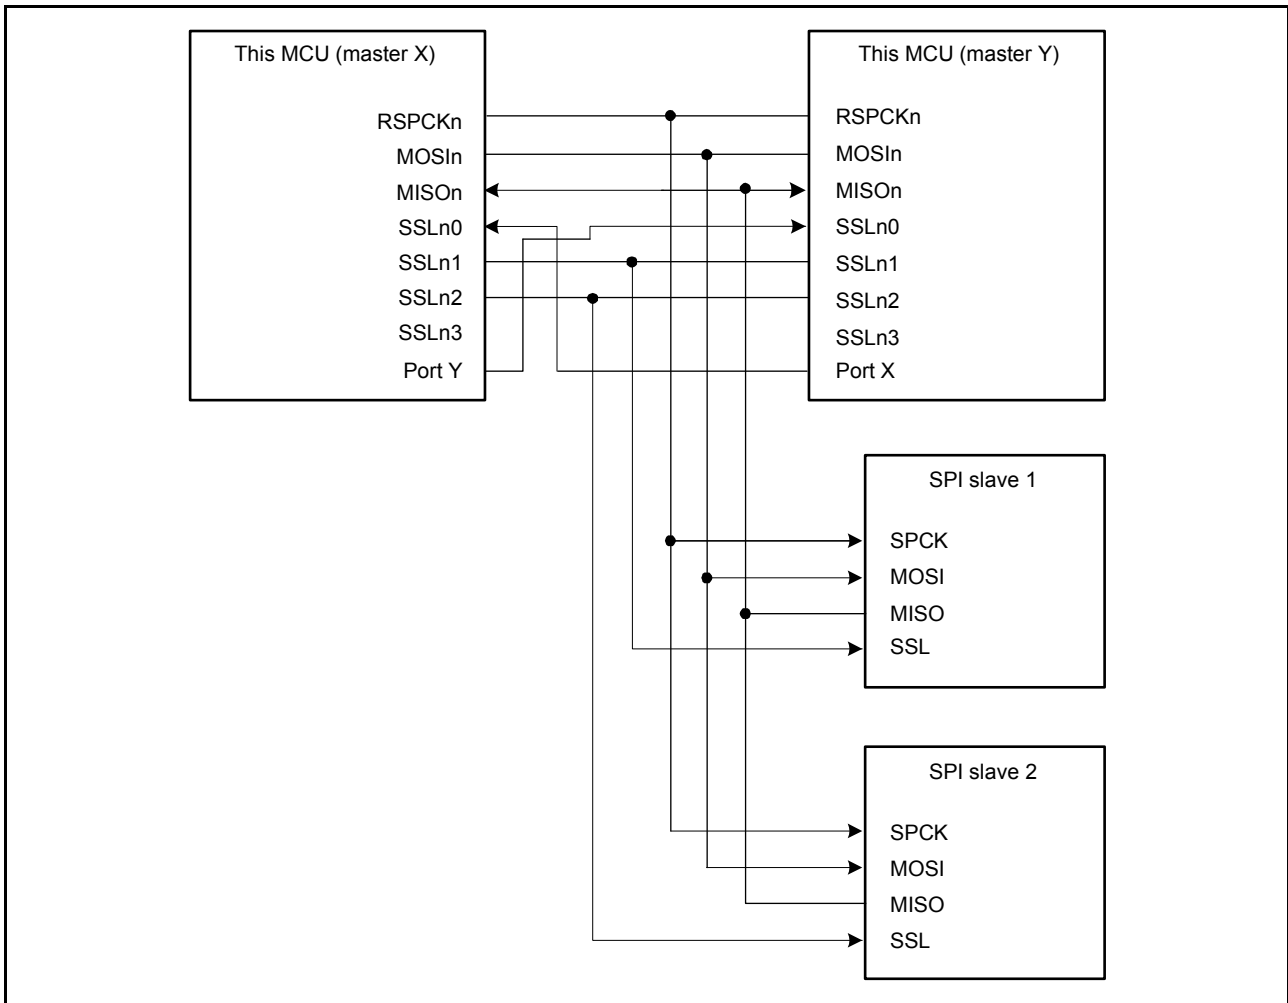 This MCU (master X)
RSPCKn
MOSIn
MISOn
SSLn0
SSLn1
SSLn2
SSLn3
Port Y
This MCU (master Y)
RSPCKn
MOSIn
MISOn
SSLn0
SSLn1
SSLn2
SSLn3
Port X
SPI slave 1
SPCK
MOSI
MISO
SSL
SPI slave 2
SPCK
MOSI
MISO
SSL